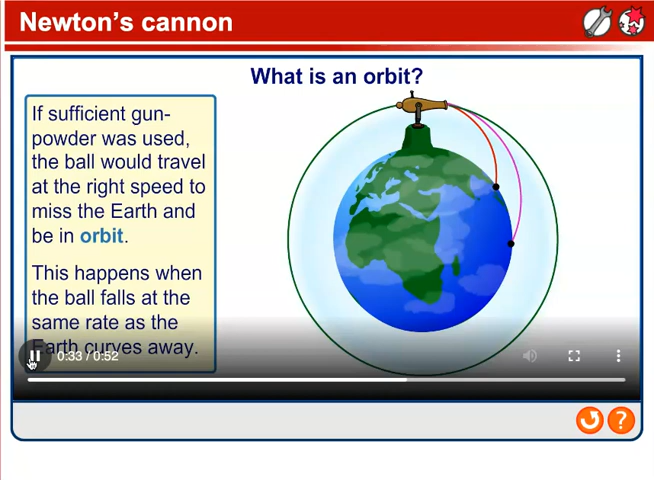 Newton's cannon
What is an orbit?
If sufficient gun-
powder was used,
the ball would travel
at the right speed to
miss the Earth and
be in orbit.
This happens when
the ball falls at the
same rate as the
Earth curves away.
0:33 / 0:52
?